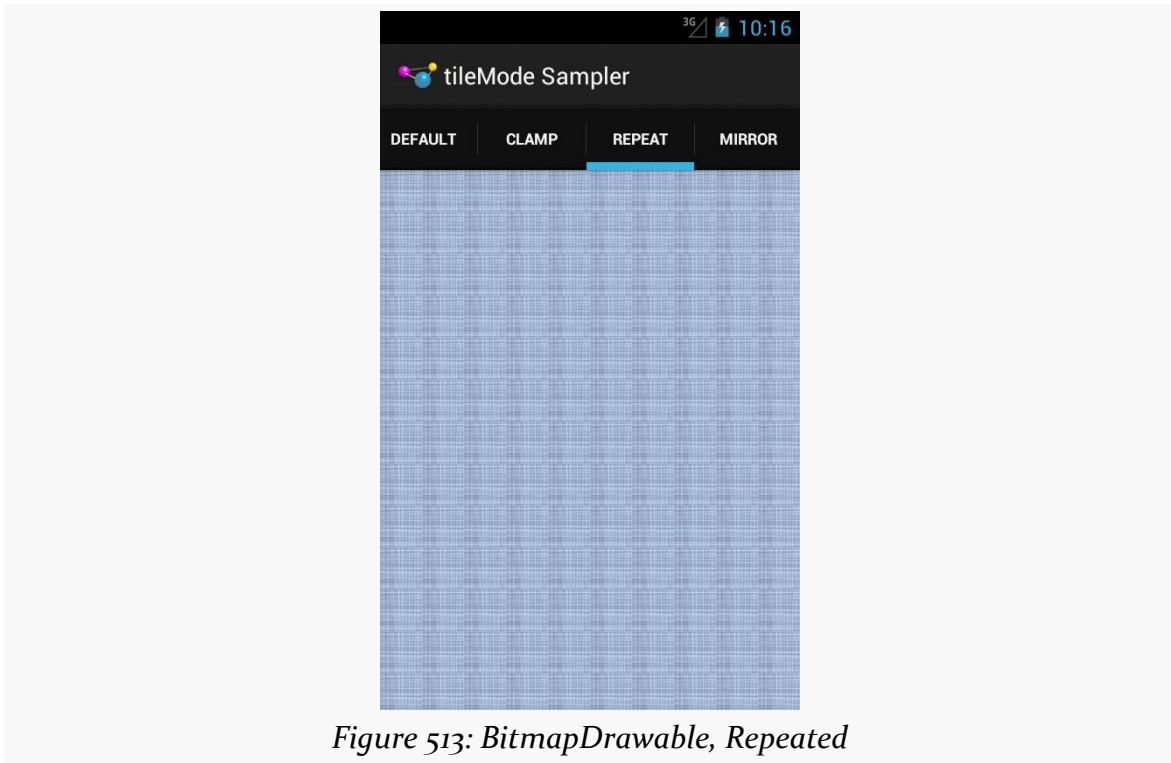 3G 10:16
tileMode Sampler
DEFAULT CLAMP REPEAT MIRROR
Figure 513: BitmapDrawable, Repeated